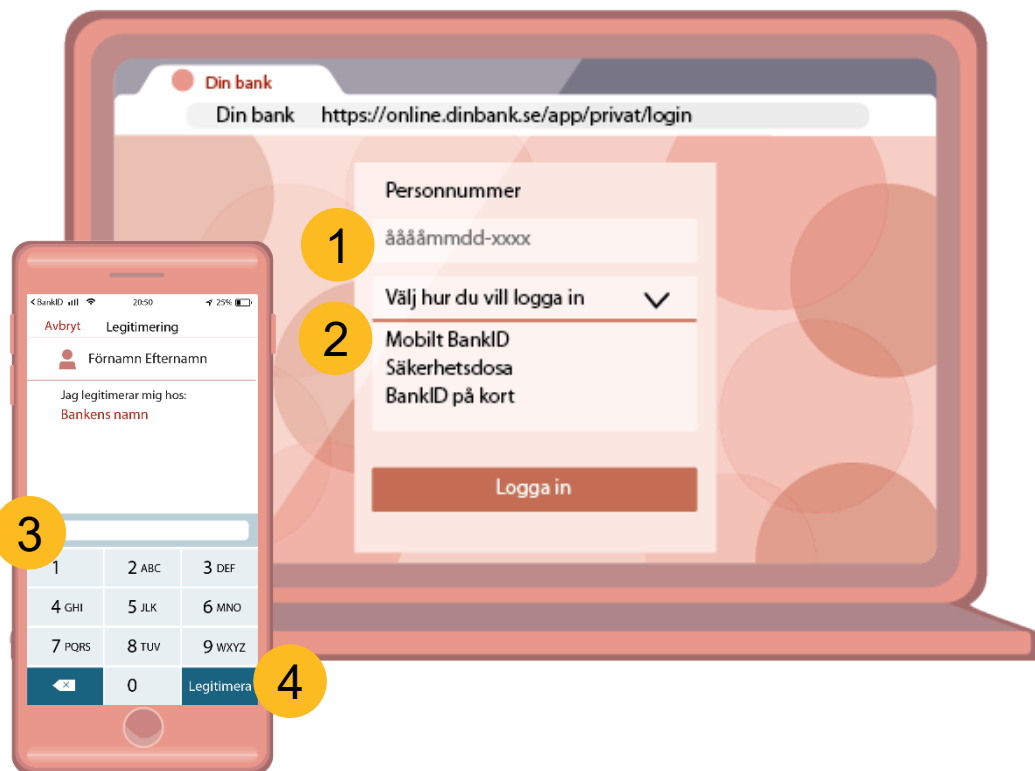 Din bank
Din bank https://online.dinbank.se/app/privat/login
Personnummer
1
ååååmmdd-xxxx
Välj hur du vill logga in
2
Mobilt BankID
Säkerhetsdosa
BankID på kort
Logga in
BankID 20:50 25%
Avbryt Legitimering
Förnamn Efternamn
Jag legitimerar mig hos:
Bankens namn
3
1 2 ABC 3 DEF
4 GHI 5 JLK 6 MNO
7 PQRS 8 TUV 9 WXYZ
0 Legitimera
4